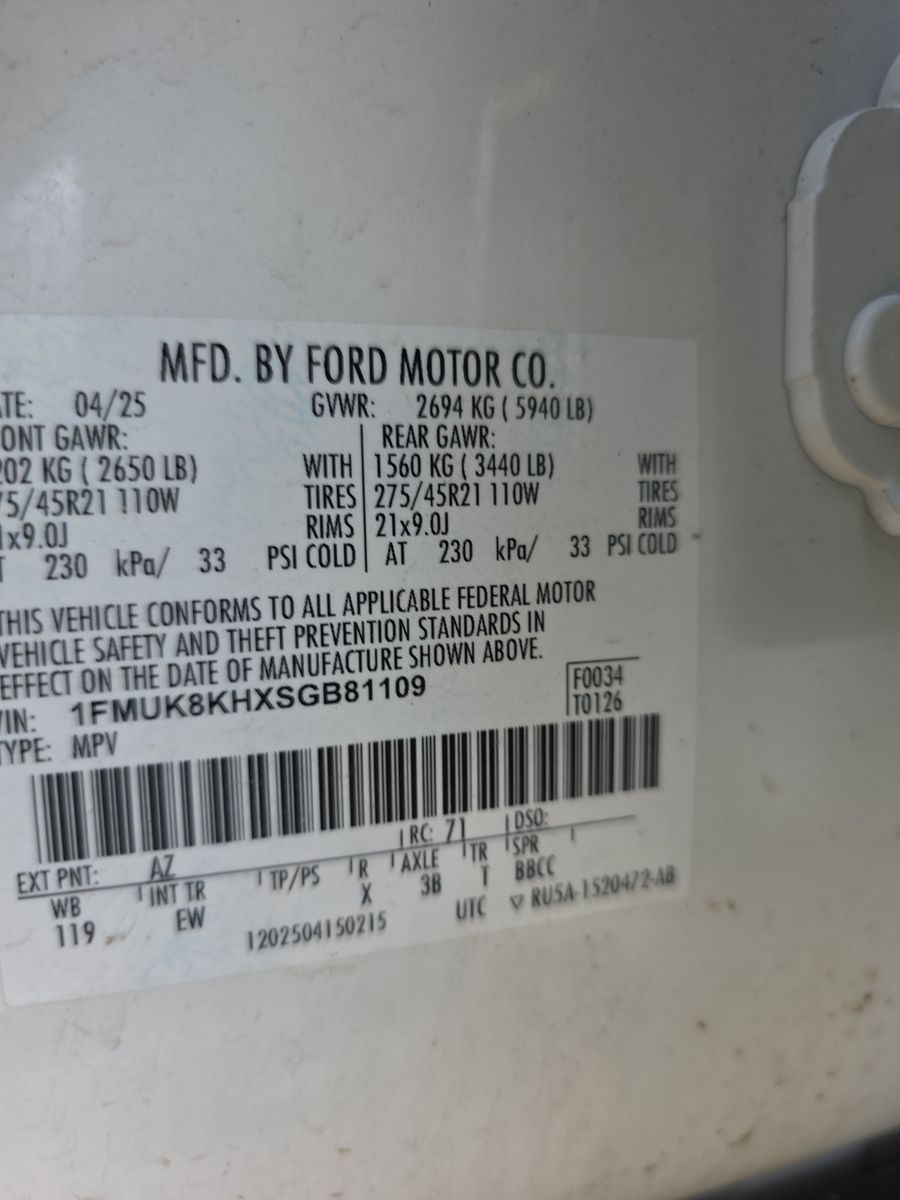 MFD. BY FORD MOTOR CO.
ATE: 04/25 GVWR: 2694 KG ( 5940 LB)
ONT GAWR: REAR GAWR:
202 KG ( 2650 LB) WITH 1560 KG ( 3440 LB) WITH
75/45R21 110W TIRES 275/45R21 110W TIRES
1x9.0J RIMS 21x9.0J RIMS
T 230 kPa/ 33 PSI COLD AT 230 kPa/ 33 PSI COLD
THIS VEHICLE CONFORMS TO ALL APPLICABLE FEDERAL MOTOR
VEHICLE SAFETY AND THEFT PREVENTION STANDARDS IN
EFFECT ON THE DATE OF MANUFACTURE SHOWN ABOVE.
VIN: 1FMUK8KHXSGB81109 F0034
TYPE: MPV T0126
EXT PNT: AZ RC: 71 DSO:
WB INT TR TP/PS R AXLE TR SPR
119 EW X 3B T BBCC
1202504150215 UTC ▽ RU5A-1520472-AB